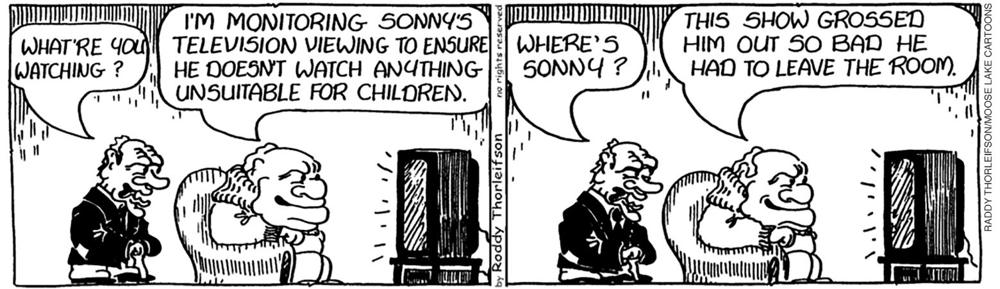 WHAT'RE YOU
WATCHING?
I'M MONITORING SONNY'S
TELEVISION VIEWING TO ENSURE
HE DOESN'T WATCH ANYTHING
UNSUITABLE FOR CHILDREN.
by Roddy Thorleifson no rights reserved
WHERE'S
SONNY?
THIS SHOW GROSSED
HIM OUT SO BAD HE
HAD TO LEAVE THE ROOM.
RADDY THORLEIFSON/MOOSE LAKE CARTOONS